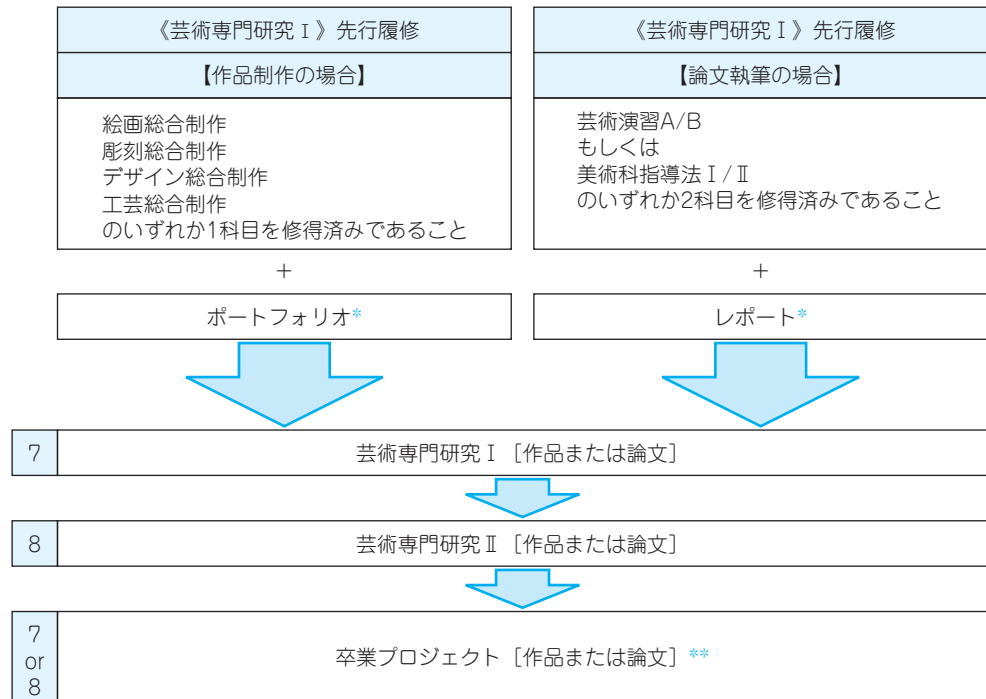 《芸術専門研究Ⅰ》先行履修
【作品制作の場合】
絵画総合制作
彫刻総合制作
デザイン総合制作
工芸総合制作
のいずれか1科目を修得済みであること
+
ポートフォリオ*
《芸術専門研究Ⅰ》先行履修
【論文執筆の場合】
芸術演習A/B
もしくは
美術科指導法Ⅰ/Ⅱ
のいずれか2科目を修得済みであること
+
レポート*
7
芸術専門研究Ⅰ［作品または論文］
8
芸術専門研究Ⅱ［作品または論文］
7
or
8
卒業プロジェクト［作品または論文］**